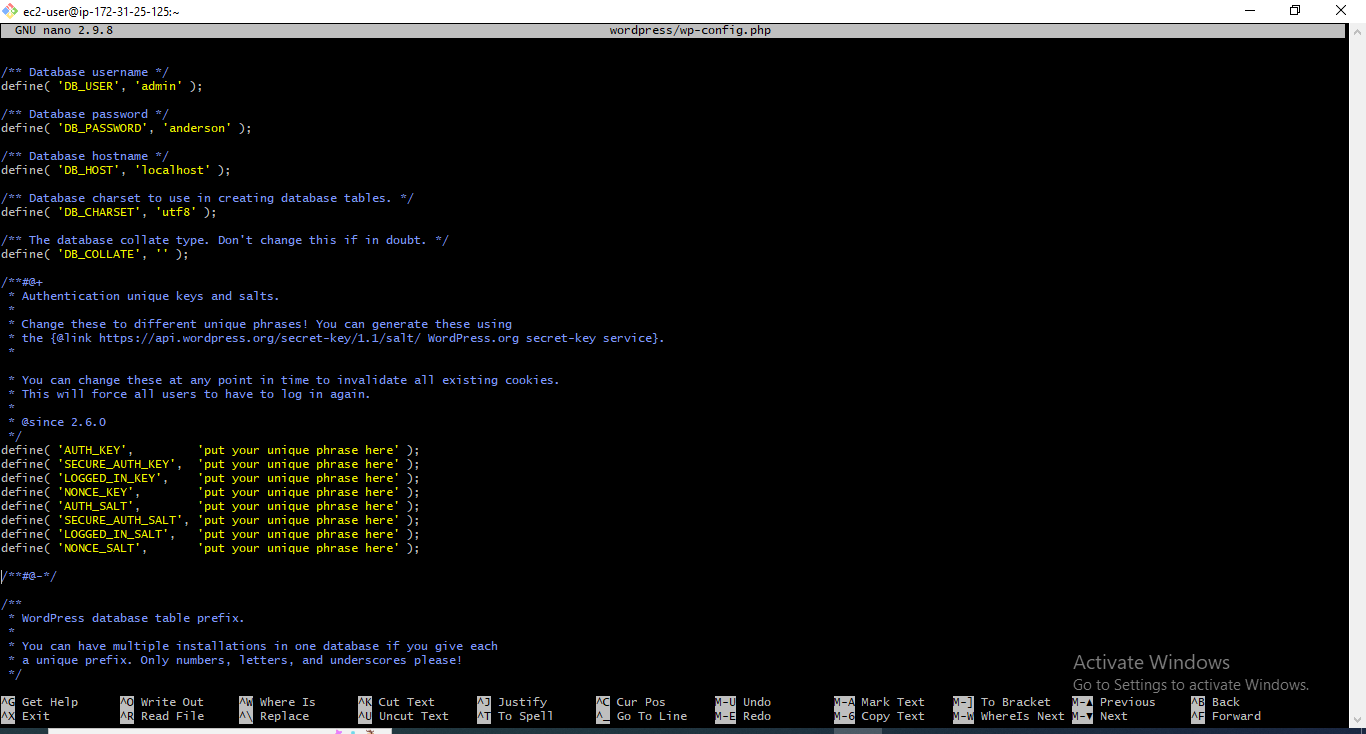 ec2-user@ip-172-31-25-125:~
GNU nano 2.9.8 wordpress/wp-config.php
/** Database username */
define( 'DB_USER', 'admin' );
/** Database password */
define( 'DB_PASSWORD', 'anderson' );
/** Database hostname */
define( 'DB_HOST', 'localhost' );
/** Database charset to use in creating database tables. */
define( 'DB_CHARSET', 'utf8' );
/** The database collate type. Don't change this if in doubt. */
define( 'DB_COLLATE', '' );
/**#@+
 * Authentication unique keys and salts.
 *
 * Change these to different unique phrases! You can generate these using
 * the {@link https://api.wordpress.org/secret-key/1.1/salt/ WordPress.org secret-key service}.
 *
 * You can change these at any point in time to invalidate all existing cookies.
 * This will force all users to have to log in again.
 *
 * @since 2.6.0
 */
define( 'AUTH_KEY',         'put your unique phrase here' );
define( 'SECURE_AUTH_KEY',  'put your unique phrase here' );
define( 'LOGGED_IN_KEY',    'put your unique phrase here' );
define( 'NONCE_KEY',        'put your unique phrase here' );
define( 'AUTH_SALT',        'put your unique phrase here' );
define( 'SECURE_AUTH_SALT', 'put your unique phrase here' );
define( 'LOGGED_IN_SALT',   'put your unique phrase here' );
define( 'NONCE_SALT',       'put your unique phrase here' );
/**#@-*/
/**
 * WordPress database table prefix.
 *
 * You can have multiple installations in one database if you give each
 * a unique prefix. Only numbers, letters, and underscores please!
 */
Activate Windows
Go to Settings to activate Windows.
^G Get Help ^O Write Out ^W Where Is ^K Cut Text ^J Justify ^C Cur Pos M-U Undo M-A Mark Text M-] To Bracket M-▲ Previous ^B Back
^X Exit ^R Read File ^\ Replace ^U Uncut Text ^T To Spell ^_ Go To Line M-E Redo M-6 Copy Text M-W WhereIs Next M-▼ Next ^F Forward